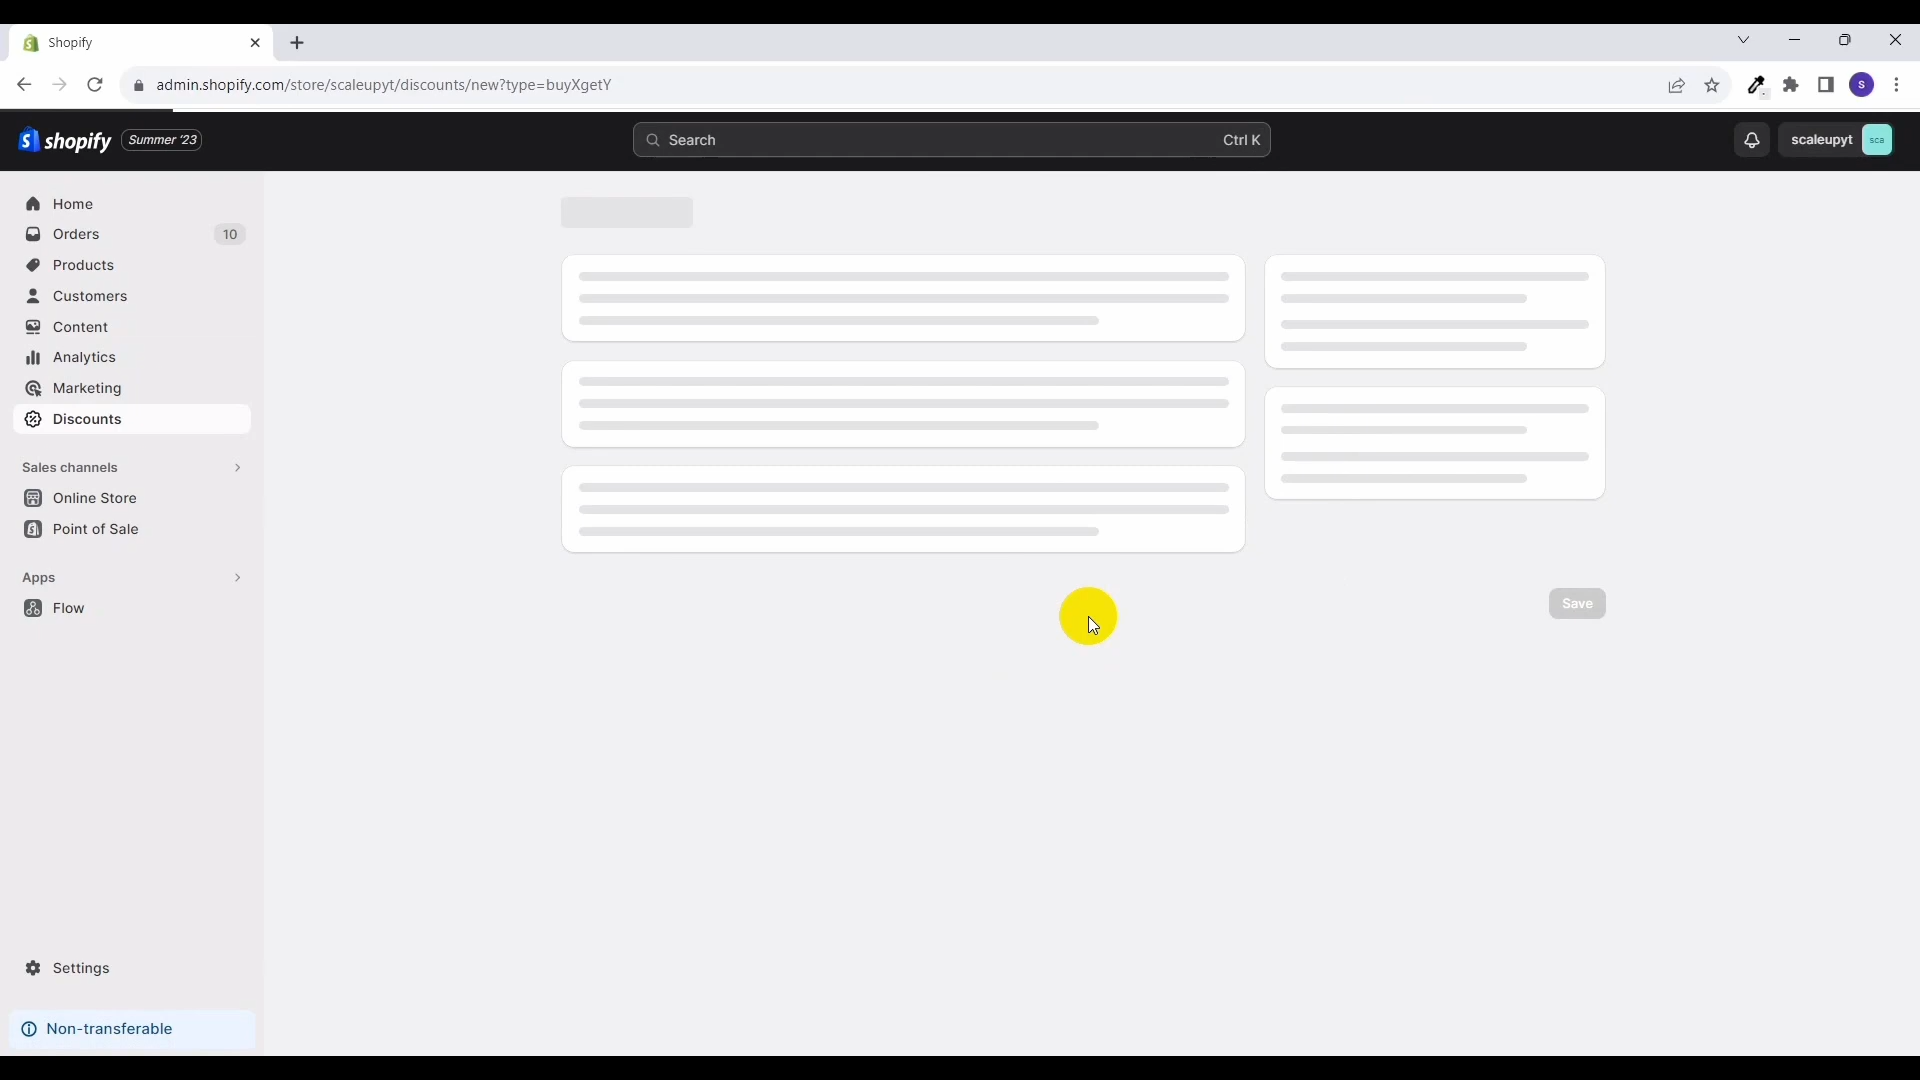 Shopify
admin.shopify.com/store/scaleupyt/discounts/new?type=buyXgetY
S
shopify Summer '23
Search Ctrl K
scaleupyt sca
Home
Orders 10
Products
Customers
Content
Analytics
Marketing
Discounts
Sales channels
Online Store
Point of Sale
Apps
Flow
Save
Settings
Non-transferable